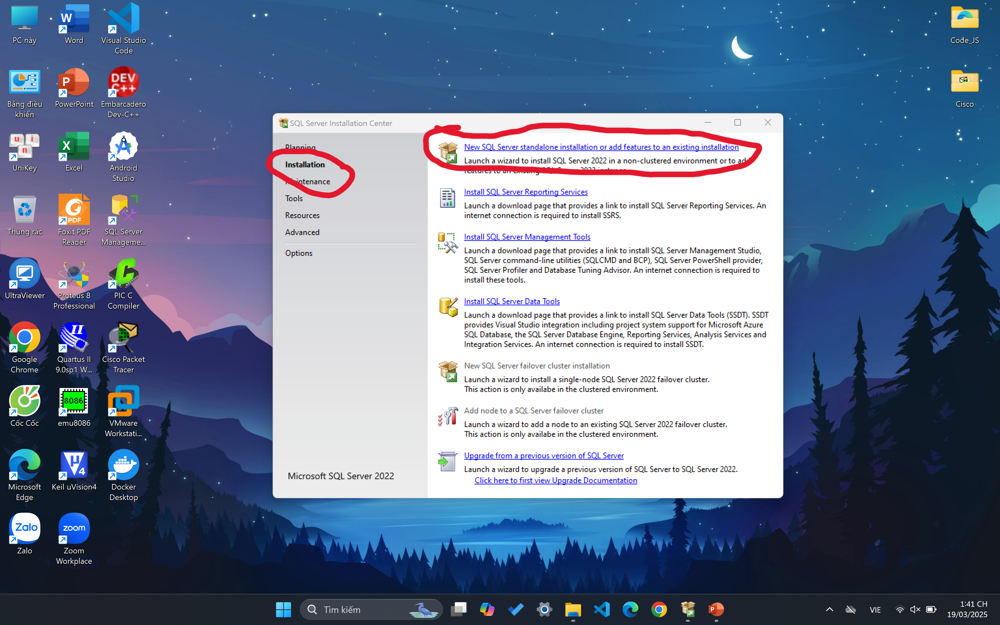 PC này
Word
Visual Studio
Code
Code_JS
Bảng điều
khiển
PowerPoint
Embarcadero
Dev-C++
Cisco
UniKey
Excel
Android
Studio
Thùng rác
Foxit PDF
Reader
SQL Server
Manageme...
UltraViewer
Proteus 8
Professional
PIC C
Compiler
Google
Chrome
Quartus II
9.0sp1 W...
Cisco Packet
Tracer
Cốc Cốc
emu8086
VMware
Workstati...
Microsoft
Edge
Keil uVision4
Docker
Desktop
Zalo
Zoom
Workplace
W
P
DEV
C++
u n i
X
PDF
II
8086
µ
4
Zalo
zoom
SQL Server Installation Center
Planning
Installation
Maintenance
Tools
Resources
Advanced
Options
Microsoft SQL Server 2022
New SQL Server standalone installation or add features to an existing installation
Launch a wizard to install SQL Server 2022 in a non-clustered environment or to add
features to an existing SQL Server 2022 instance.
Install SQL Server Reporting Services
Launch a download page that provides a link to install SQL Server Reporting Services. An
internet connection is required to install SSRS.
Install SQL Server Management Tools
Launch a download page that provides a link to install SQL Server Management Studio,
SQL Server command-line utilities (SQLCMD and BCP), SQL Server PowerShell provider,
SQL Server Profiler and Database Tuning Advisor. An internet connection is required to
install these tools.
Install SQL Server Data Tools
Launch a download page that provides a link to install SQL Server Data Tools (SSDT). SSDT
provides Visual Studio integration including project system support for Microsoft Azure
SQL Database, the SQL Server Database Engine, Reporting Services, Analysis Services and
Integration Services. An internet connection is required to install SSDT.
New SQL Server failover cluster installation
Launch a wizard to install a single-node SQL Server 2022 failover cluster.
This action is only availabe in the clustered environment.
Add node to a SQL Server failover cluster
Launch a wizard to add a node to an existing SQL Server 2022 failover cluster.
This action is only availabe in the clustered environment.
Upgrade from a previous version of SQL Server
Launch a wizard to upgrade a previous version of SQL Server to SQL Server 2022.
Click here to first view Upgrade Documentation
Tìm kiếm
P
VIE
1:41 CH
19/03/2025